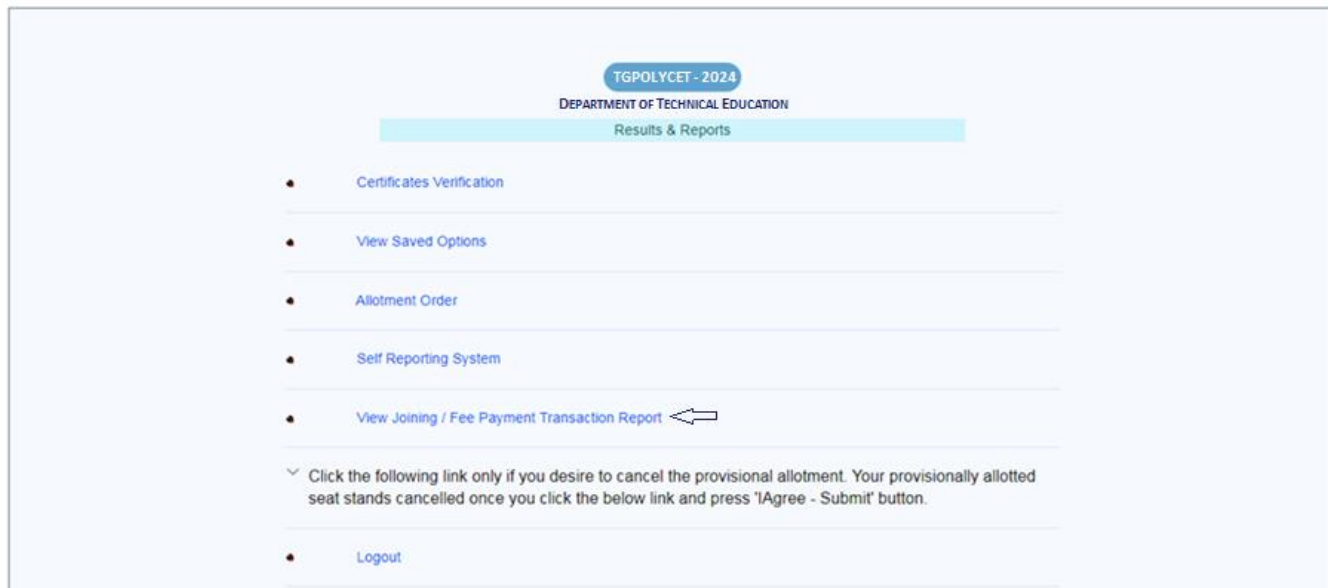 TGPOLYCET - 2024
DEPARTMENT OF TECHNICAL EDUCATION
Results & Reports
Certificates Verification
View Saved Options
Allotment Order
Self Reporting System
View Joining / Fee Payment Transaction Report
Click the following link only if you desire to cancel the provisional allotment. Your provisionally allotted
seat stands cancelled once you click the below link and press 'IAgree - Submit' button.
Logout